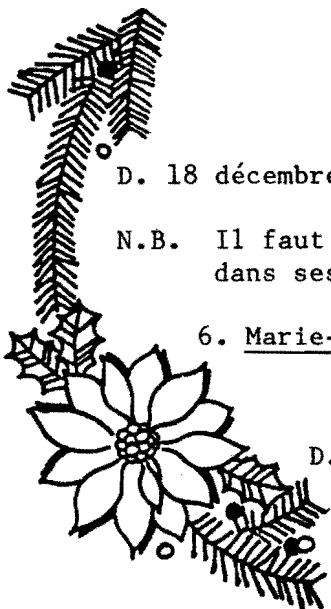 D. 18 décembre
N.B. Il faut
dans ses
6. Marie-
D.